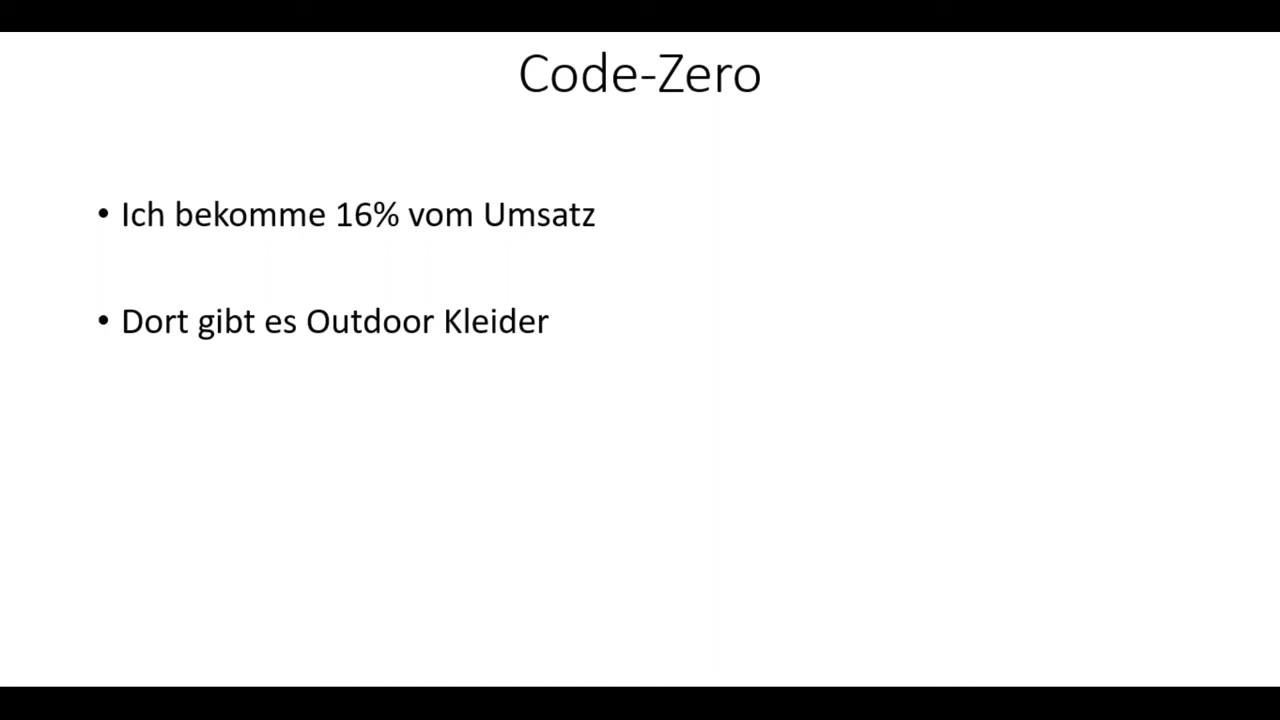 Code-Zero
• Ich bekomme 16% vom Umsatz
• Dort gibt es Outdoor Kleider